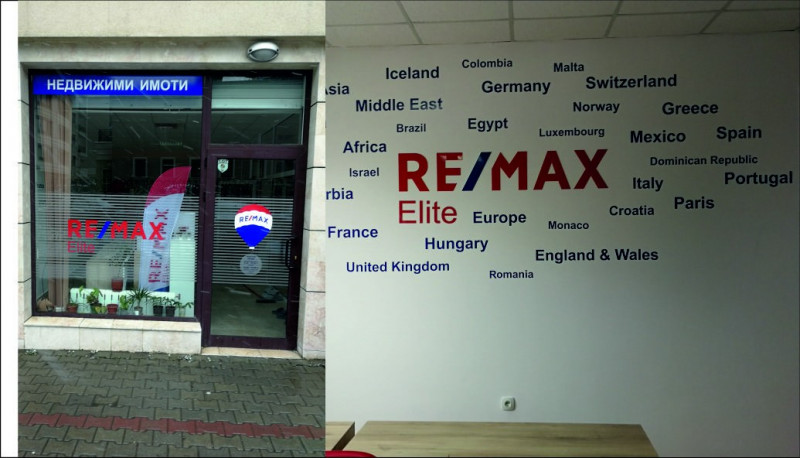 НЕДВИЖИМИ ИМОТИ
RE/MAX
Elite
RE/MAX
RE/MAX
Colombia
Malta
Iceland
Germany
Switzerland
Middle East
Norway
Greece
Brazil
Egypt
Luxembourg
Mexico
Spain
Africa
RE/MAX
Dominican Republic
Israel
Italy
Portugal
Elite
Europe
Croatia
Paris
France
Monaco
Hungary
England & Wales
United Kingdom
Romania